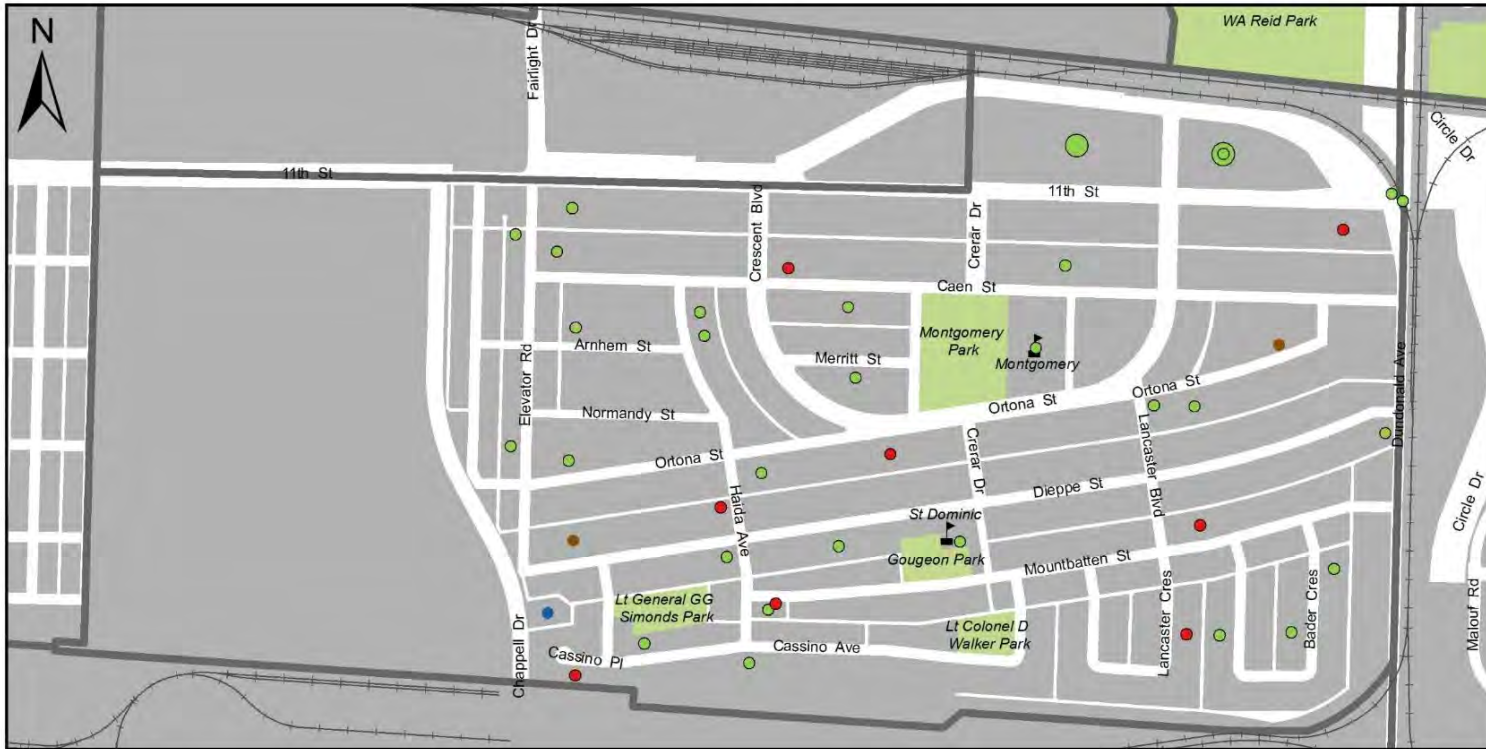 WA Reid Park
N
Fairlight Dr
Circle Dr
11th St
11th St
Crescent Blvd
Crerar Dr
Caen St
Montgomery
Park
Montgomery
Arnhem St
Merritt St
Elevator Rd
Normandy St
Ortona St
Ortona St
Dundonald Ave
Ortona St
Crerar Dr
Lancaster Blvd
Dieppe St
Haida Ave
St Dominic
Gougeon Park
Mountbatten St
Circle Dr
Lt General GG
Simonds Park
Lt Colonel D
Walker Park
Lancaster Cres
Bader Cres
Malouf Rd
Chappell Dr
Cassino Pl
Cassino Ave